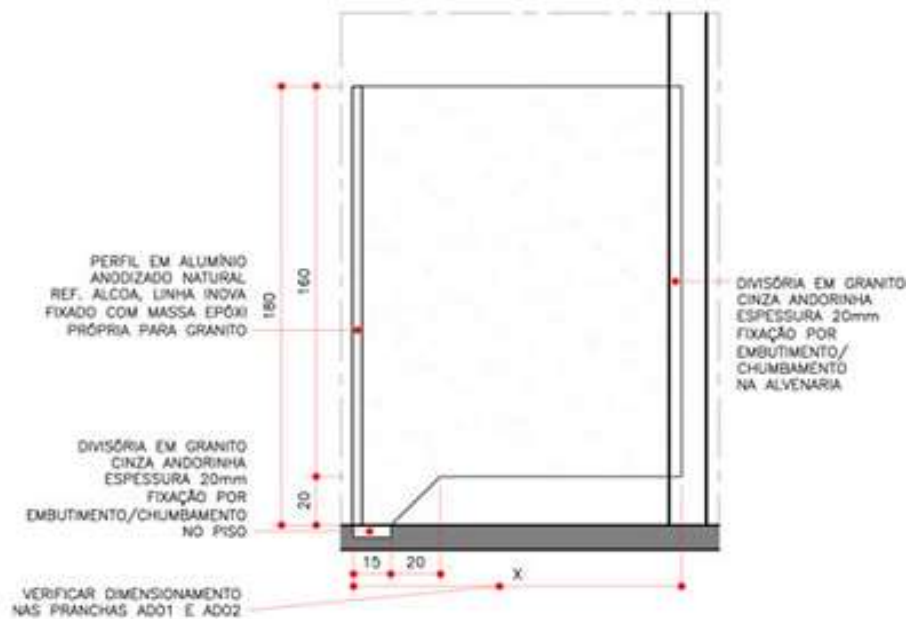 PERFIL EM ALUMÍNIO
ANODIZADO NATURAL
REF. ALCOA, LINHA INOVA
FIXADO COM MASSA EPÓXI
PRÓPRIA PARA GRANITO
180
160
20
DIVISÓRIA EM GRANITO
CINZA ANDORINHA
ESPESSURA 20mm
FIXAÇÃO POR
EMBUTIMENTO/
CHUMBAMENTO
NA ALVENARIA
DIVISÓRIA EM GRANITO
CINZA ANDORINHA
ESPESSURA 20mm
FIXAÇÃO POR
EMBUTIMENTO/CHUMBAMENTO
NO PISO
15 20 X
VERIFICAR DIMENSIONAMENTO
NAS PRANCHAS AD01 E AD02